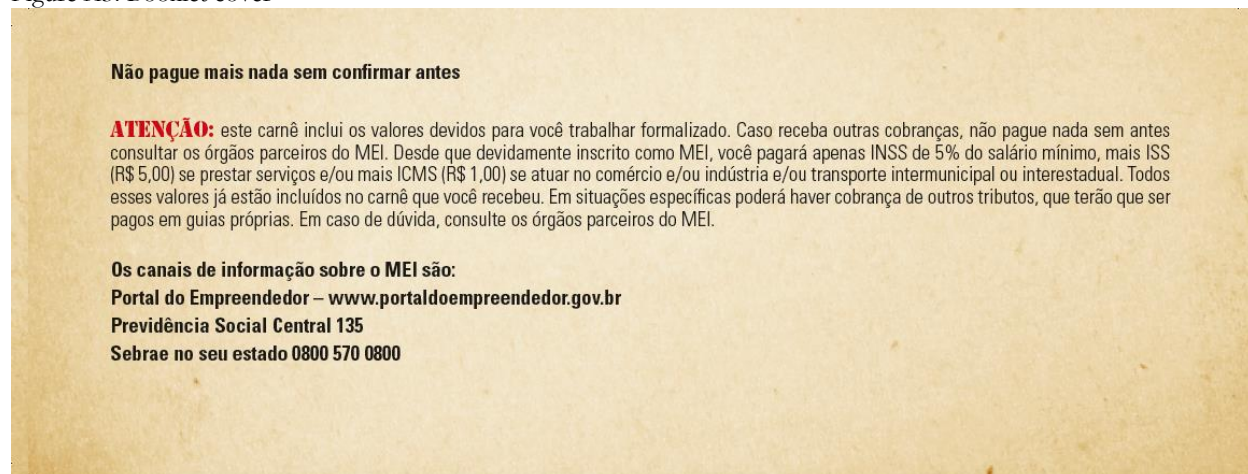 Não pague mais nada sem confirmar antes
ATENÇÃO: este carnê inclui os valores devidos para você trabalhar formalizado. Caso receba outras cobranças, não pague nada sem antes
consultar os órgãos parceiros do MEI. Desde que devidamente inscrito como MEI, você pagará apenas INSS de 5% do salário mínimo, mais ISS
(R$ 5,00) se prestar serviços e/ou mais ICMS (R$ 1,00) se atuar no comércio e/ou indústria e/ou transporte intermunicipal ou interestadual. Todos
esses valores já estão incluídos no carnê que você recebeu. Em situações específicas poderá haver cobrança de outros tributos, que terão que ser
pagos em guias próprias. Em caso de dúvida, consulte os órgãos parceiros do MEI.
Os canais de informação sobre o MEI são:
Portal do Empreendedor – www.portaldoempreendedor.gov.br
Previdência Social Central 135
Sebrae no seu estado 0800 570 0800